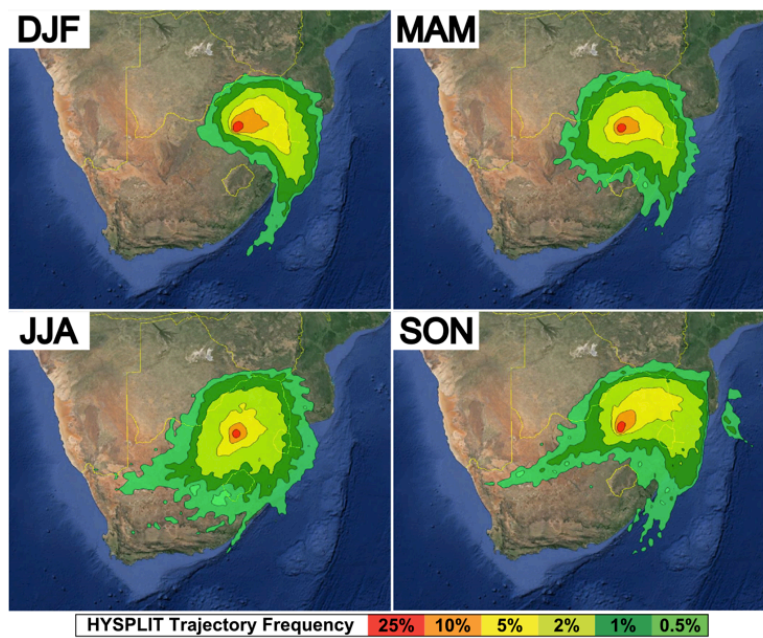 DJF
MAM
JJA
SON
HYSPLIT Trajectory Frequency 25% 10% 5% 2% 1% 0.5%